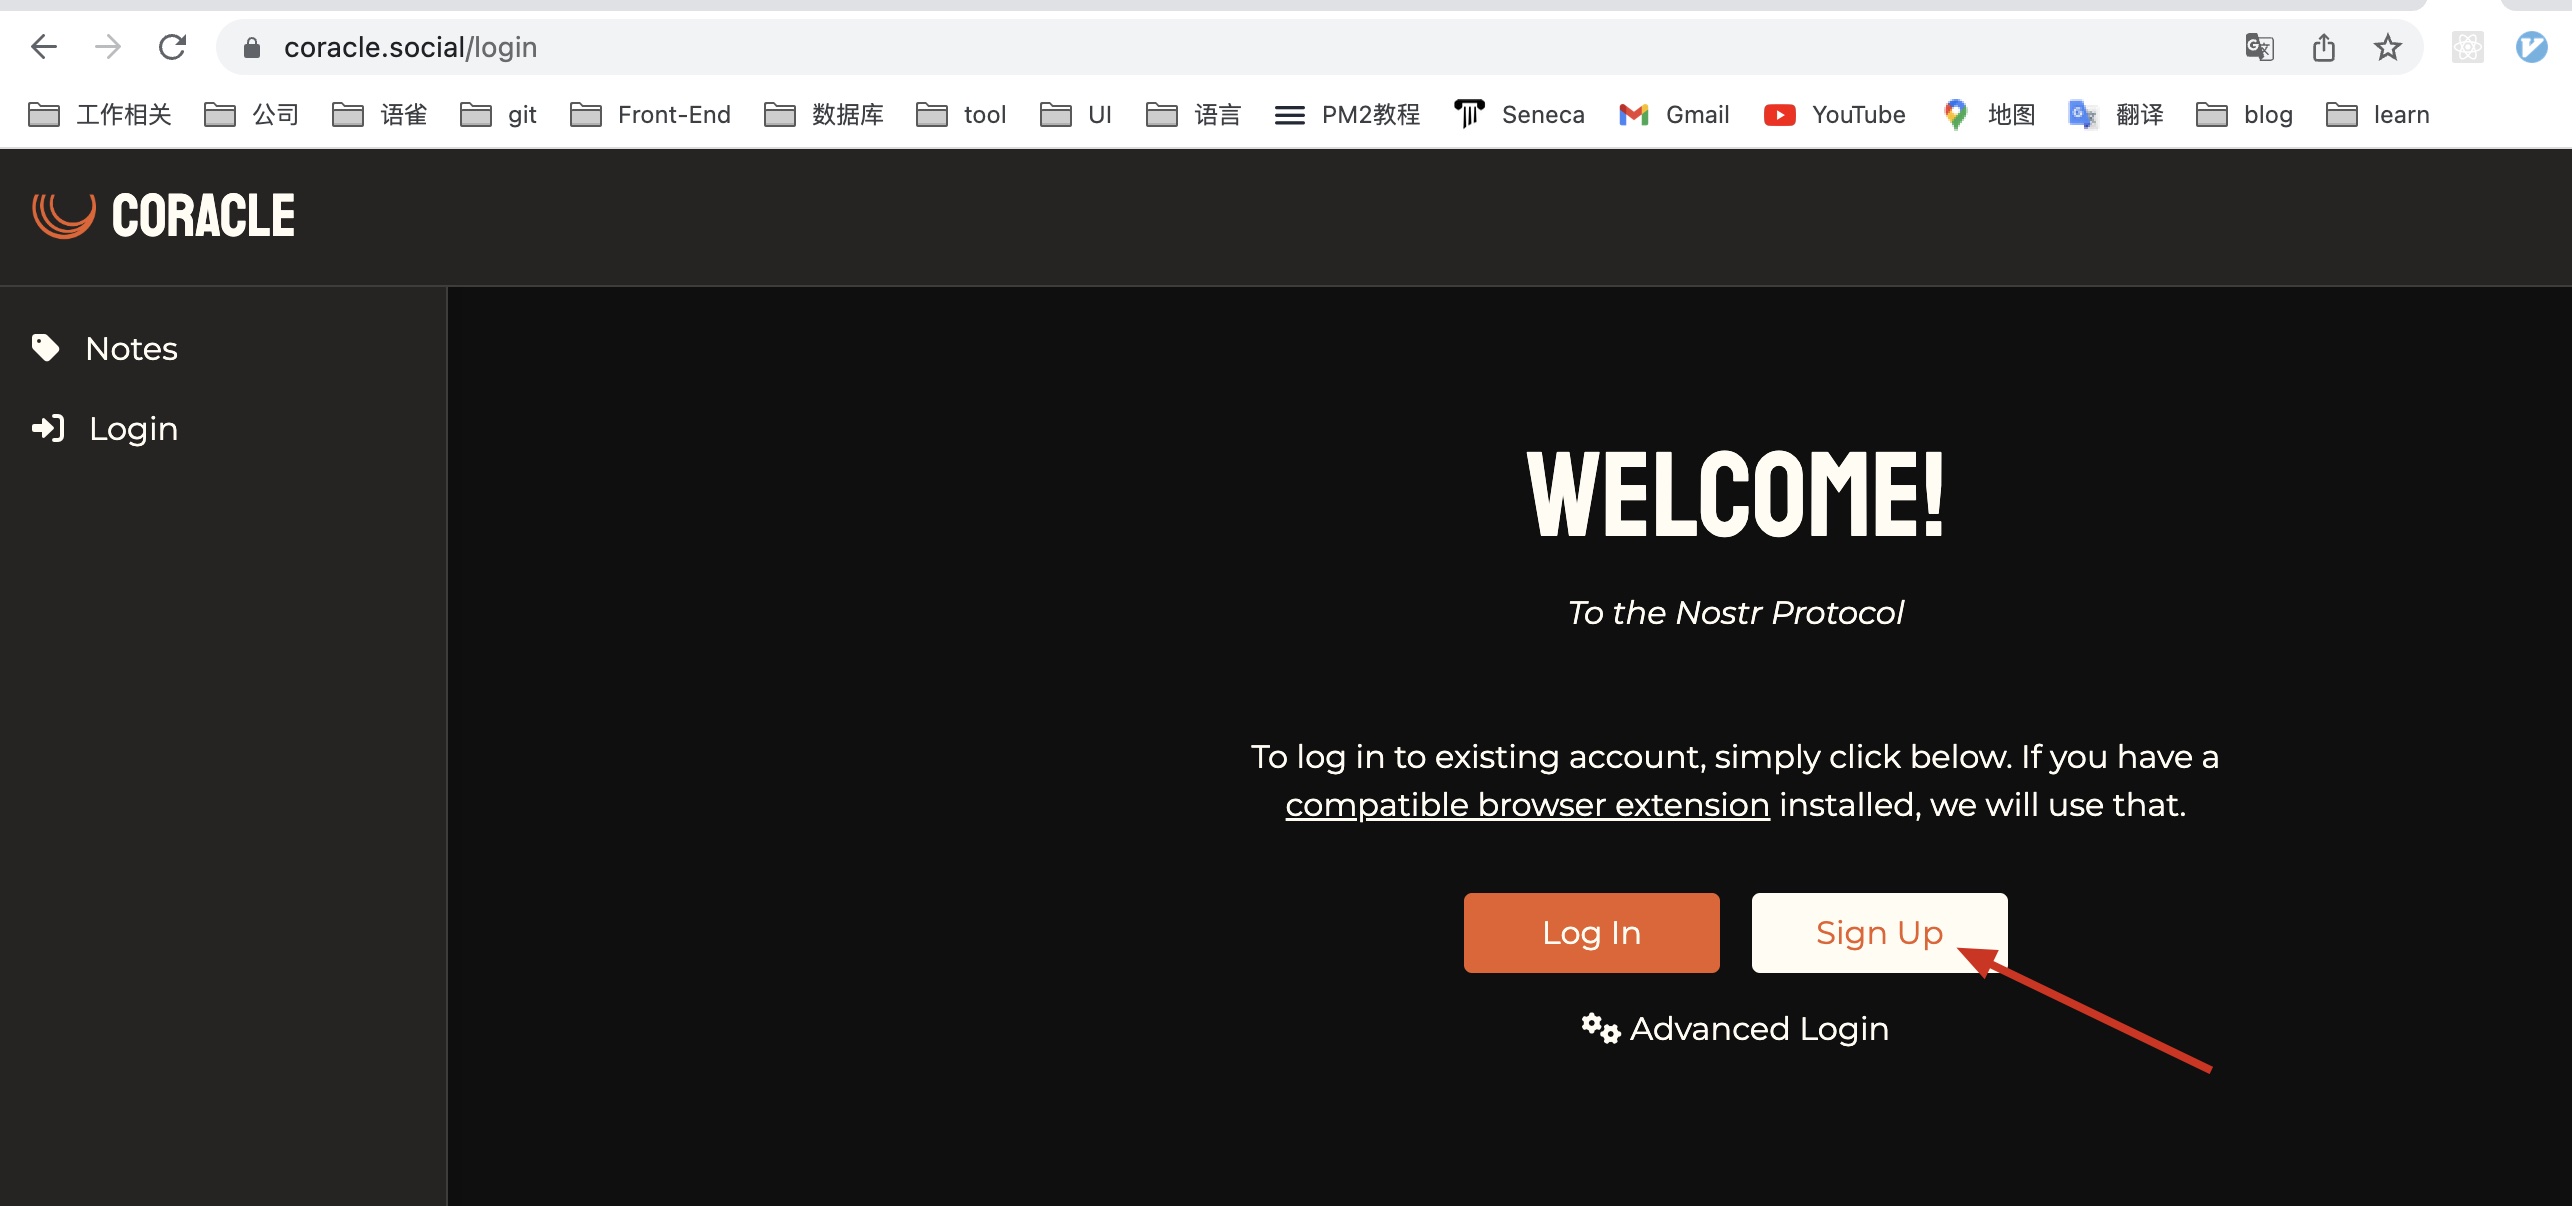 coracle.social/login
工作相关 公司 语雀 git Front-End 数据库 tool UI 语言 PM2教程 Seneca Gmail YouTube 地图 翻译 blog learn
CORACLE
Notes
Login
WELCOME!
To the Nostr Protocol
To log in to existing account, simply click below. If you have a
compatible browser extension installed, we will use that.
Log In Sign Up
Advanced Login